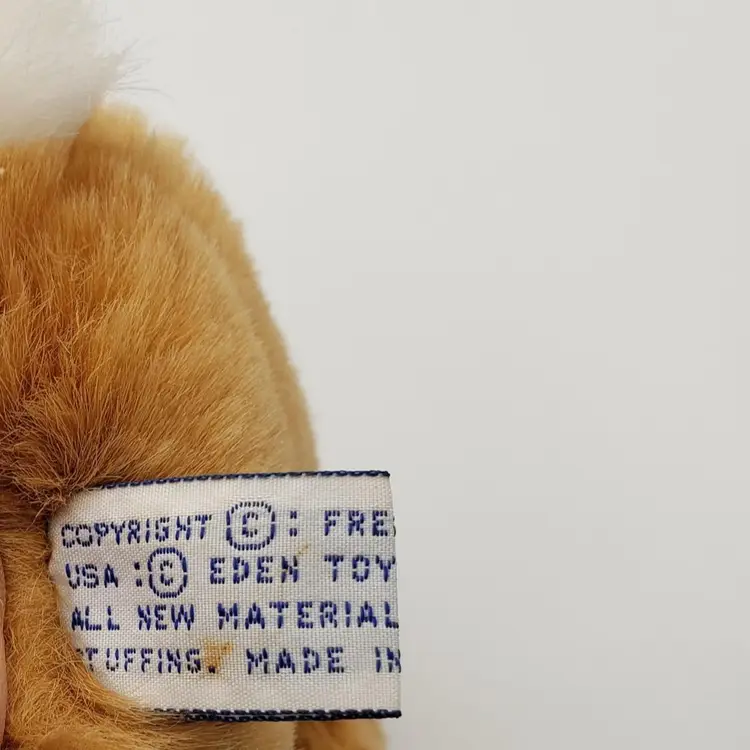 COPYRIGHT © : FRE
USA : © EDEN TOY
ALL NEW MATERIAL
STUFFING. MADE IN